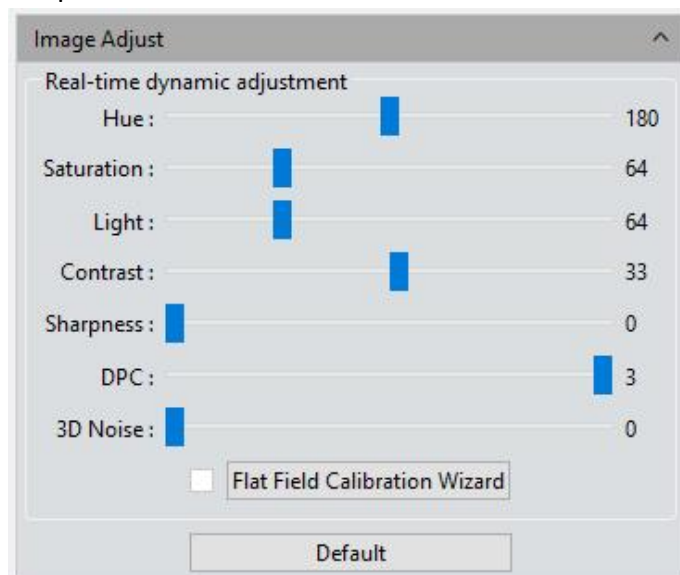 Image Adjust
Real-time dynamic adjustment
Hue : 180
Saturation : 64
Light : 64
Contrast : 33
Sharpness : 0
DPC : 3
3D Noise : 0
Flat Field Calibration Wizard
Default